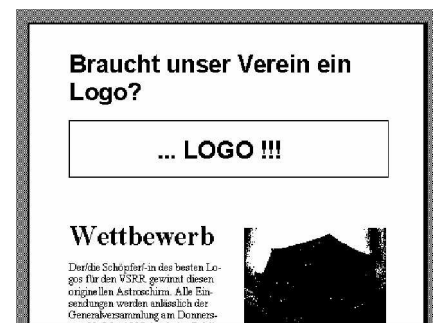 Braucht unser Verein ein
Logo?
... LOGO !!!
Wettbewerb
Der/die Schöpfer/-in des besten Lo-
gos für den VSRR gewinnt diesen
originellen Astroschirm. Alle Ein-
sendungen werden anlässlich der
Generalversammlung am Donners-